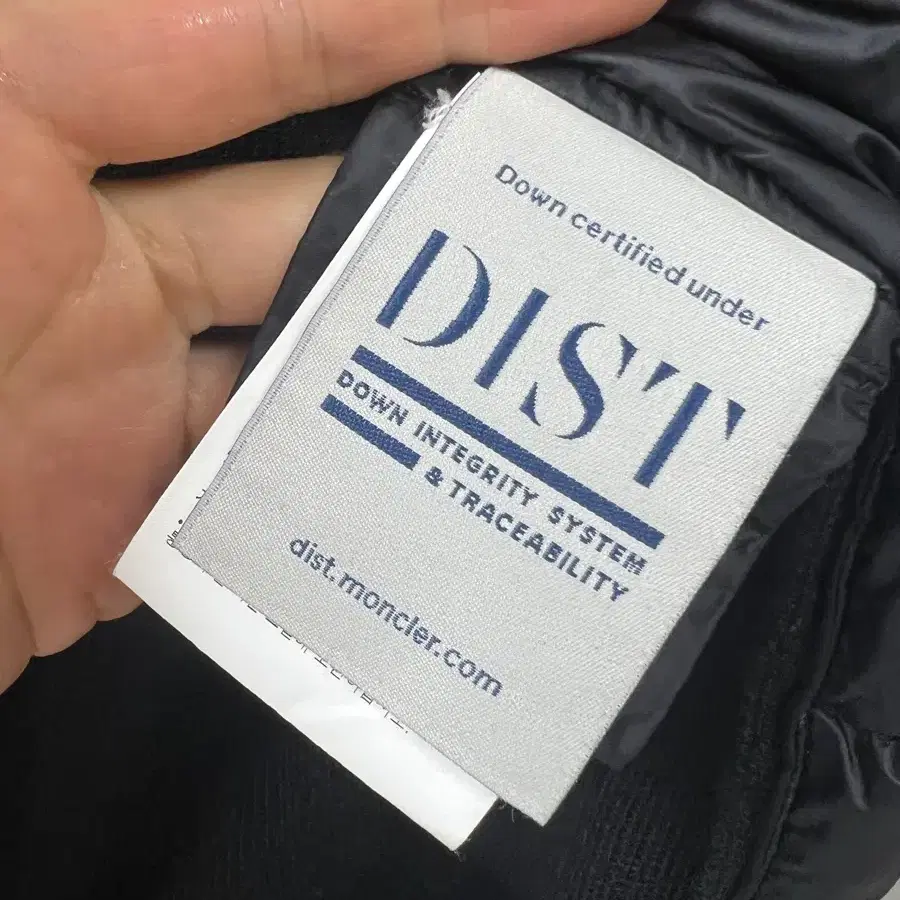 Down certified under
DIST
DOWN INTEGRITY SYSTEM
& TRACEABILITY
dist.moncler.com